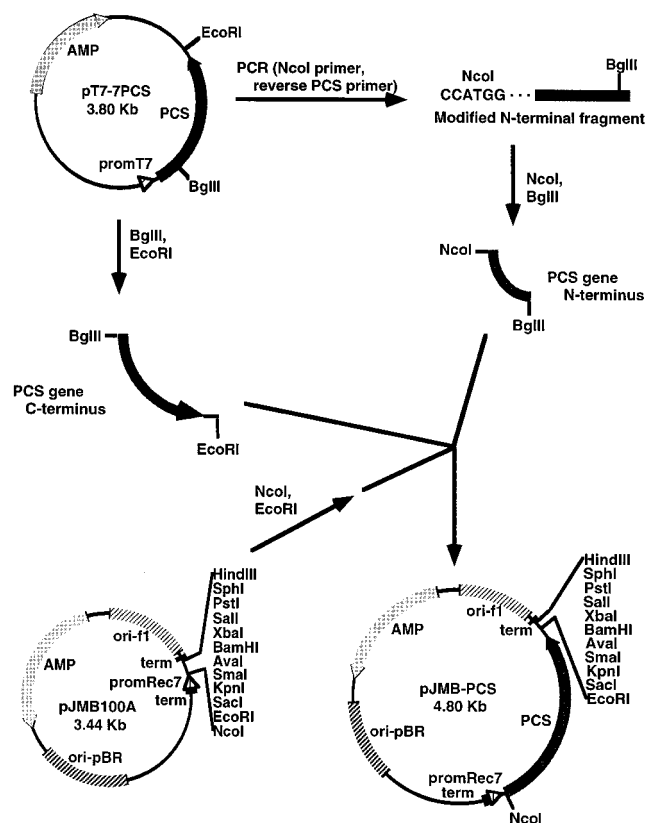 EcoRI
AMP
pT7-7PCS
3.80 Kb
PCS
promT7
BglII
PCR (NcoI primer,
reverse PCS primer)
NcoI
BglII
CCATGG ···
Modified N-terminal fragment
BglII,
EcoRI
NcoI,
BglII
NcoI
PCS gene
N-terminus
BglII
BglII
PCS gene
C-terminus
EcoRI
NcoI,
EcoRI
HindIII
SphI
PstI
SalI
XbaI
BamHI
AvaI
SmaI
KpnI
SacI
EcoRI
NcoI
ori-f1
AMP
term
promRec7
term
pJMB100A
3.44 Kb
ori-pBR
HindIII
SphI
PstI
SalI
XbaI
BamHI
AvaI
SmaI
KpnI
SacI
EcoRI
ori-f1
term
AMP
pJMB-PCS
4.80 Kb
PCS
ori-pBR
promRec7
term
NcoI